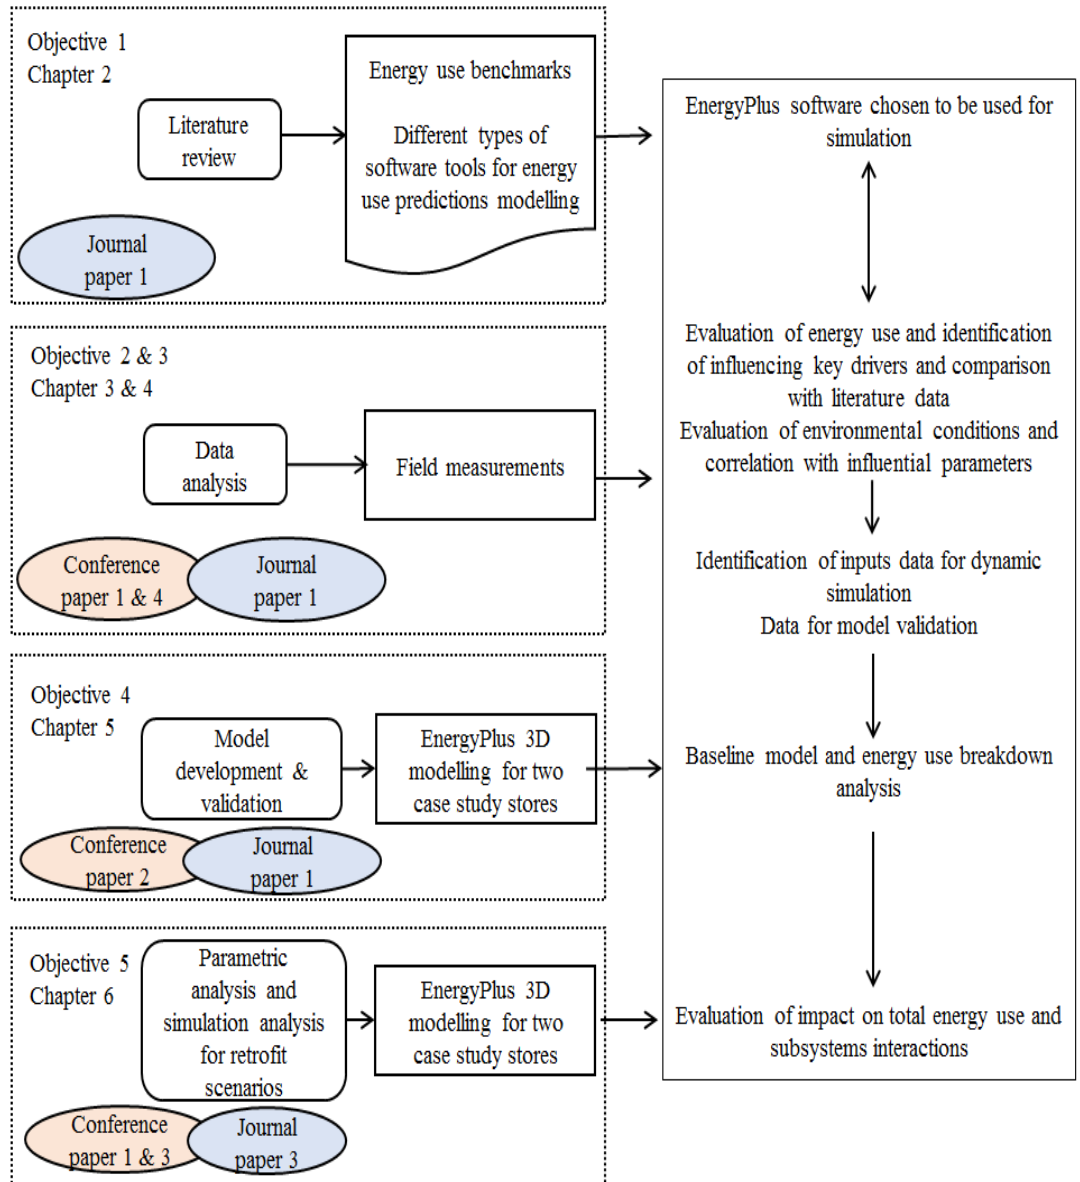 Objective 1
Chapter 2
Literature
review
Energy use benchmarks
Different types of
software tools for energy
use predictions modelling
Journal
paper 1
Objective 2 & 3
Chapter 3 & 4
Data
analysis
Field measurements
Conference
paper 1 & 4
Journal
paper 1
Objective 4
Chapter 5
Model
development &
validation
EnergyPlus 3D
modelling for two
case study stores
Conference
paper 2
Journal
paper 1
Objective 5
Chapter 6
Parametric
analysis and
simulation analysis
for retrofit
scenarios
EnergyPlus 3D
modelling for two
case study stores
Conference
paper 1 & 3
Journal
paper 3
EnergyPlus software chosen to be used for
simulation
Evaluation of energy use and identification
of influencing key drivers and comparison
with literature data
Evaluation of environmental conditions and
correlation with influential parameters
Identification of inputs data for dynamic
simulation
Data for model validation
Baseline model and energy use breakdown
analysis
Evaluation of impact on total energy use and
subsystems interactions